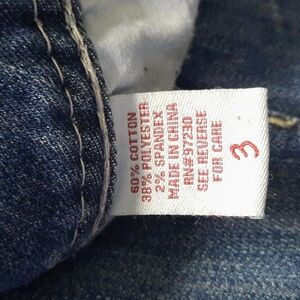 60% COTTON
38% POLYESTER
2% SPANDEX
MADE IN CHINA
RN#97230
SEE REVERSE
FOR CARE
3